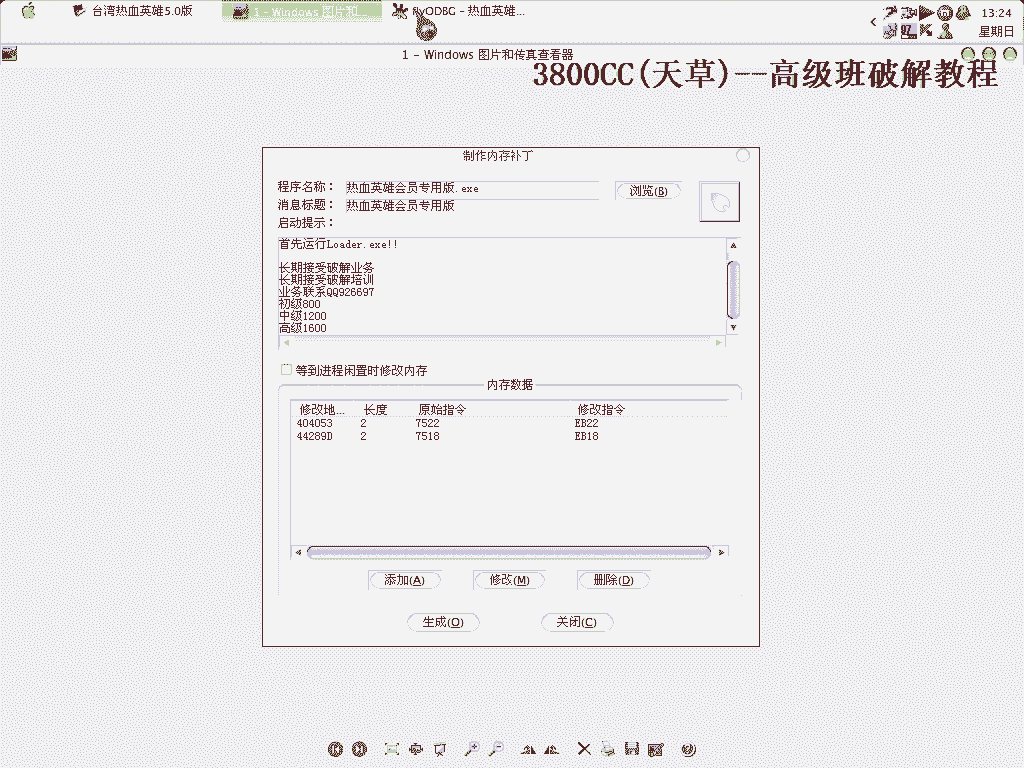 台湾热血英雄5.0版
1 - Windows 图片和...
flyODBG - 热血英雄...
13:24
星期日
1 - Windows 图片和传真查看器
3800CC(天草)--高级班破解教程
制作内存补丁
程序名称： 热血英雄会员专用版.exe
浏览(B)
消息标题： 热血英雄会员专用版
启动提示：
首先运行Loader.exe!!
长期接受破解业务
长期接受破解培训
业务联系QQ926697
初级800
中级1200
高级1600
等到进程闲置时修改内存
内存数据
修改地... 长度 原始指令 修改指令
404053 2 7522 EB22
44289D 2 7518 EB18
添加(A) 修改(M) 删除(D)
生成(O) 关闭(C)